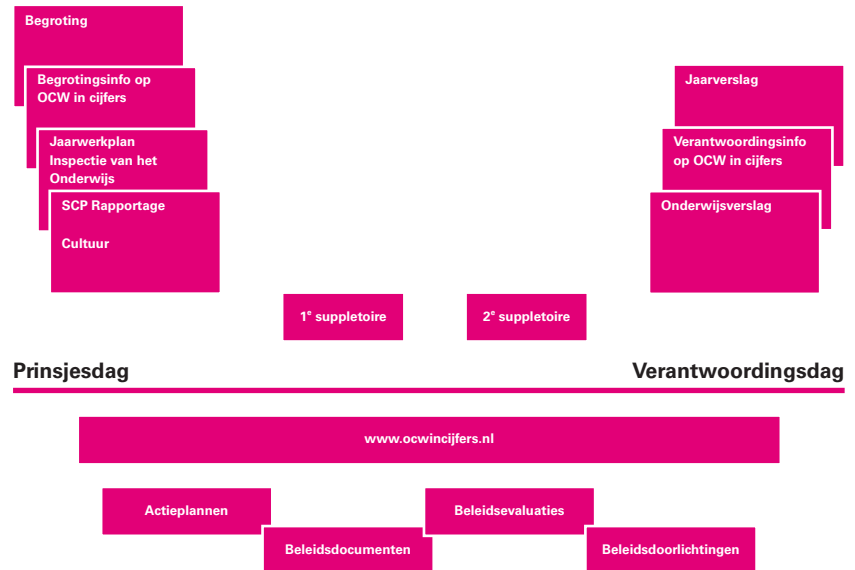 Begroting
Begrotingsinfo op
OCW in cijfers
Jaarwerkplan
Inspectie van het
Onderwijs
SCP Rapportage
Cultuur
Jaarverslag
Verantwoordingsinfo
op OCW in cijfers
Onderwijsverslag
1e suppletoire
2e suppletoire
Prinsjesdag
Verantwoordingsdag
www.ocwincijfers.nl
Actieplannen
Beleidsevaluaties
Beleidsdocumenten
Beleidsdoorlichtingen